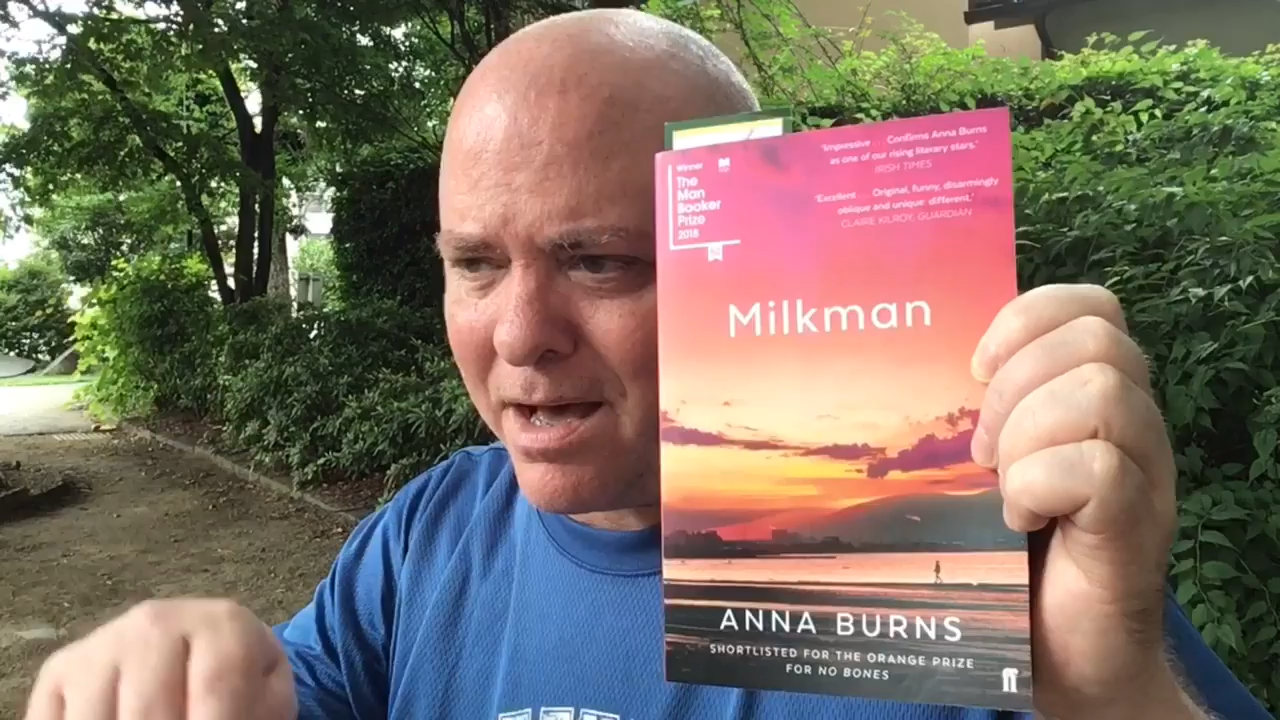 'Impressive . . . Confirms Anna Burns
as one of our rising literary stars.'
IRISH TIMES
Winner
The
Man
Booker
Prize
2018
'Excellent . . . Original, funny, disarmingly
oblique and unique: different.'
CLAIRE KILROY, GUARDIAN
Milkman
ANNA BURNS
SHORTLISTED FOR THE ORANGE PRIZE
FOR NO BONES
ff